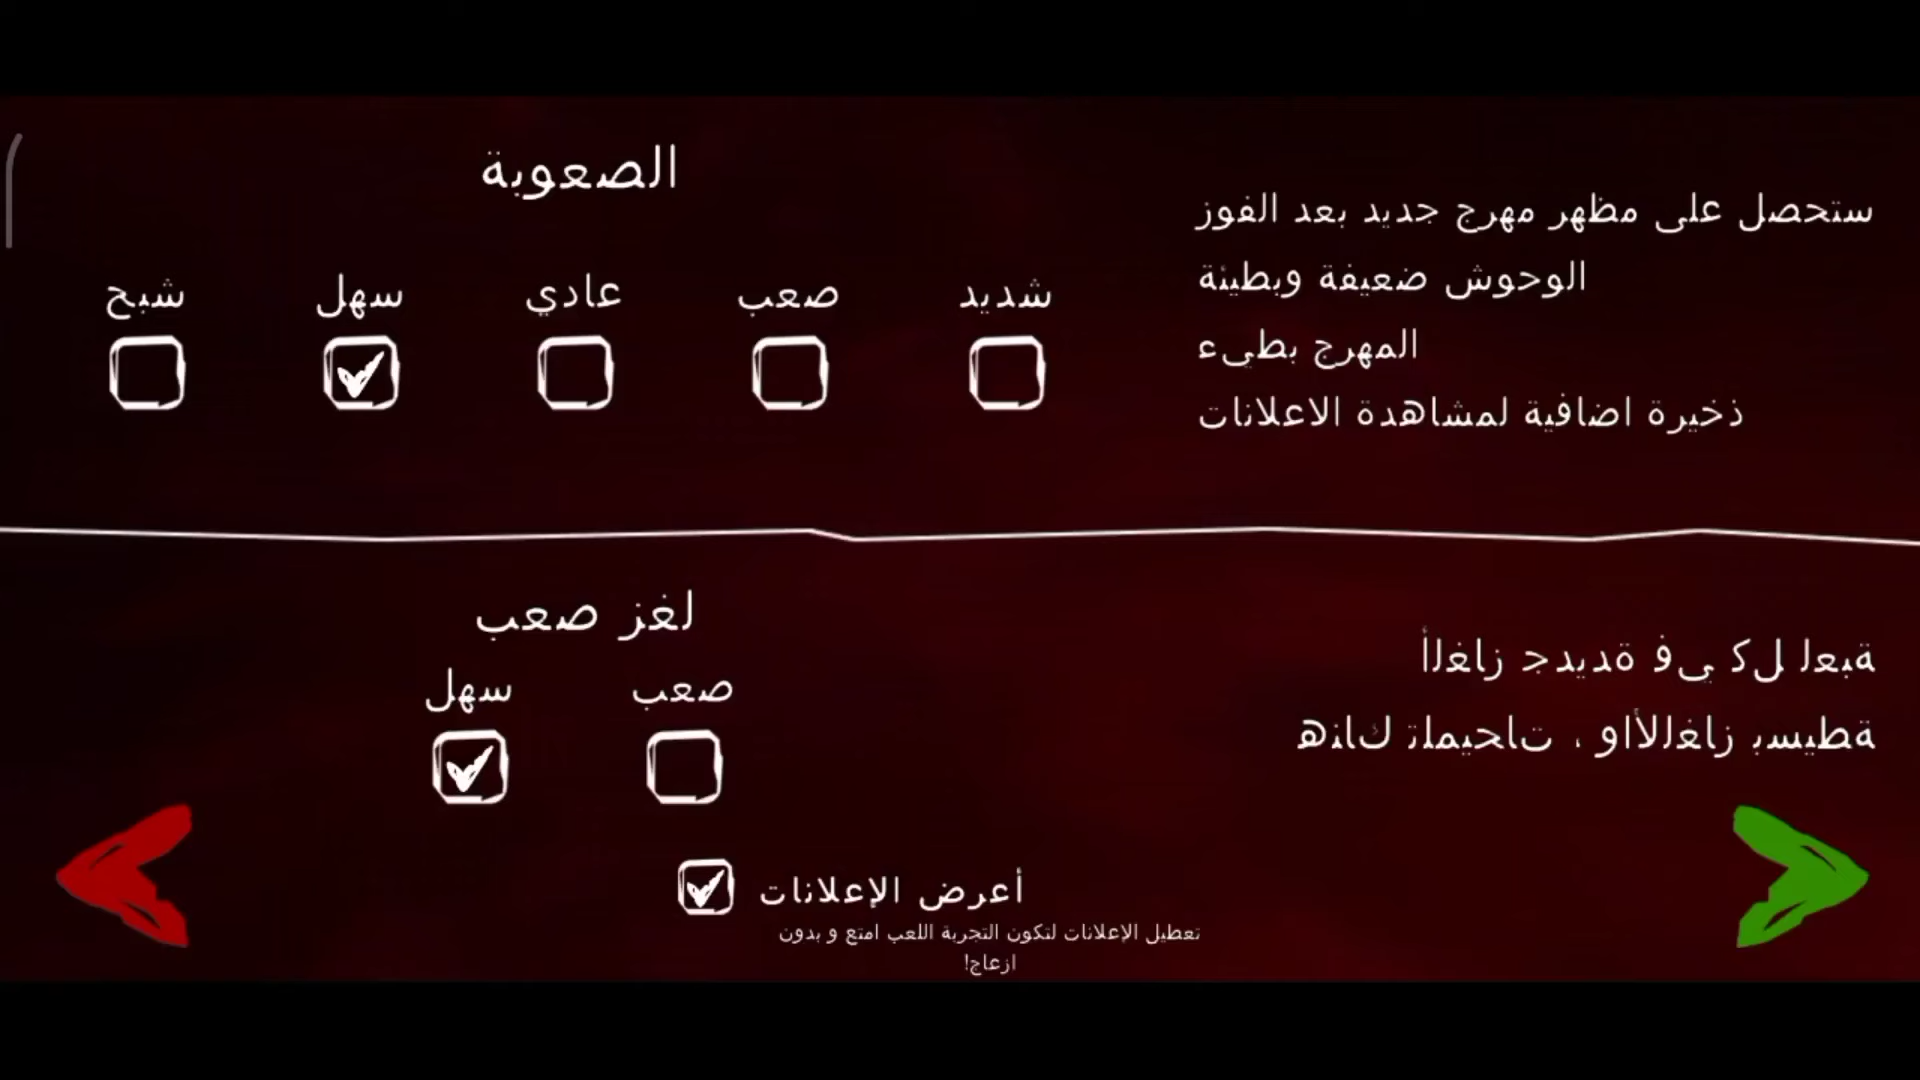 الصعوبة
شديد صعب عادي سهل شبح
ستحصل على مظهر مهرج جديد بعد الفوز
الوحوش ضعيفة وبطيئة
المهرج بطيء
ذخيرة اضافية لمشاهدة الاعلانات
لغز صعب
صعب سهل
ةبعل لك يف ةديدج زاغلأ
ةطيسب زاغلألاو ، تاحيملت كانه
أعرض الإعلانات
تعطيل الإعلانات لتكون التجربة اللعب امتع و بدون
ازعاج!